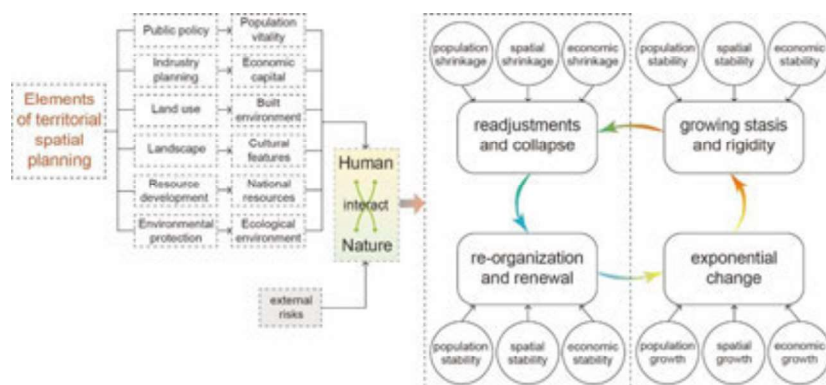 Elements
of territorial
spatial
planning
Public policy
Population
vitality
Industry
planning
Economic
capital
Land use
Built
environment
Landscape
Cultural
features
Resource
development
National
resources
Environmental
protection
Ecological
environment
external
risks
Human
interact
Nature
population
shrinkage
spatial
shrinkage
economic
shrinkage
population
stability
spatial
stability
economic
stability
readjustments
and collapse
growing stasis
and rigidity
re-organization
and renewal
exponential
change
population
stability
spatial
stability
economic
stability
population
growth
spatial
growth
economic
growth